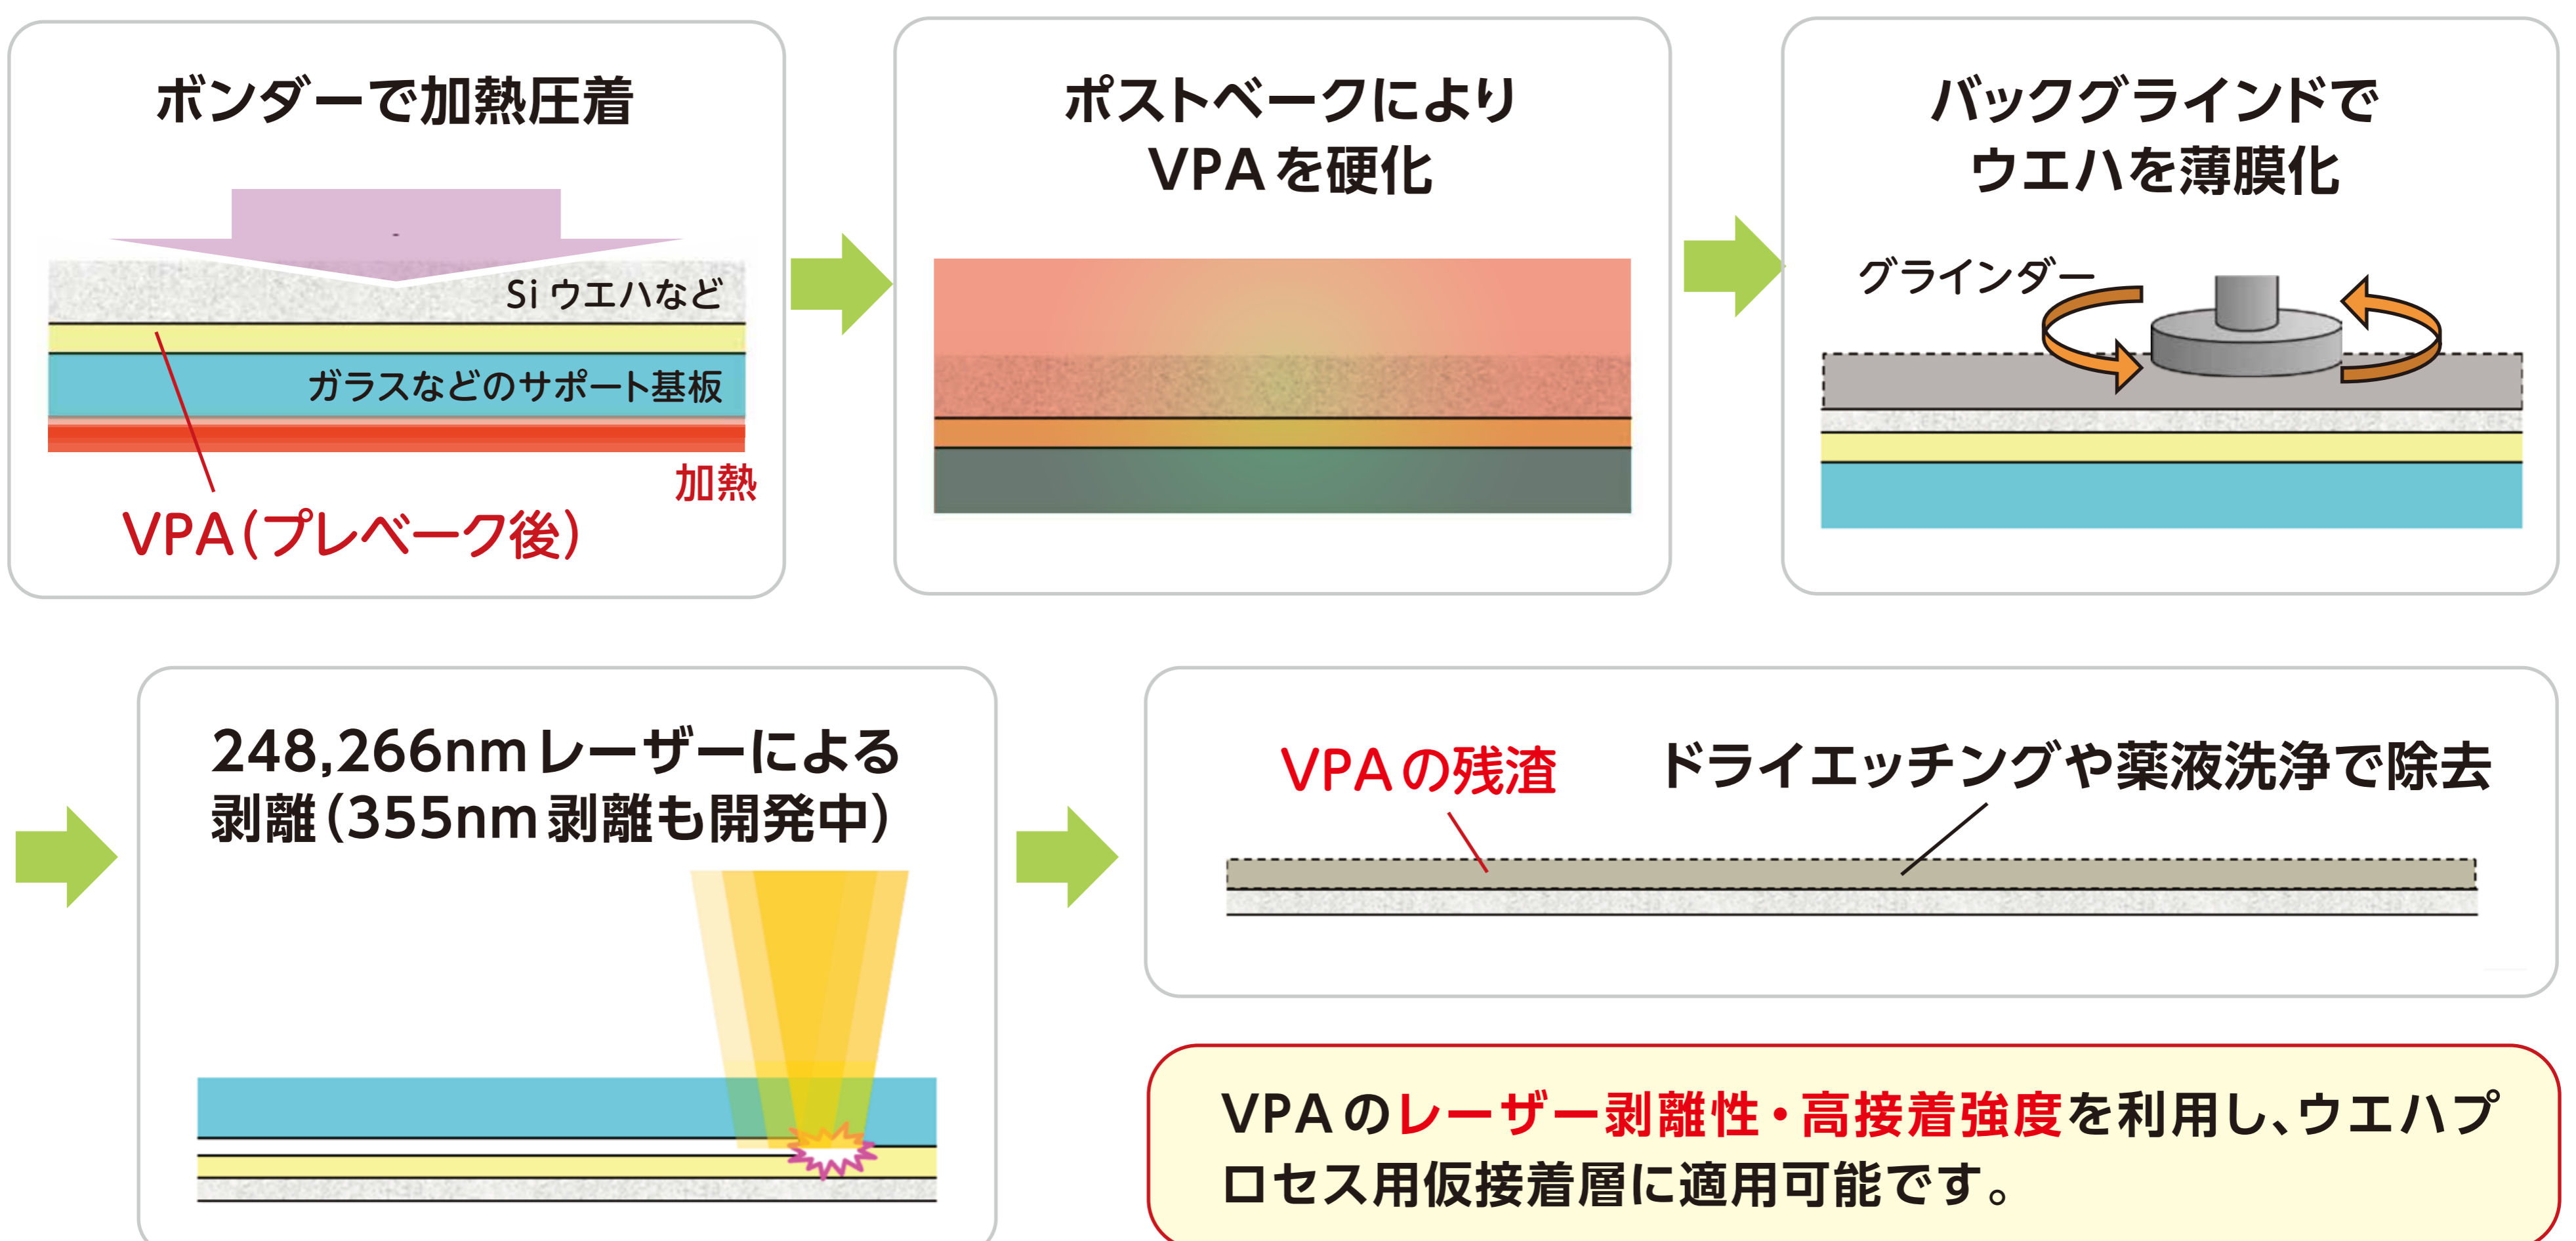 ボンダーで加熱圧着
Si ウエハなど
ガラスなどのサポート基板
加熱
VPA(プレベーク後)
ポストベークにより
VPAを硬化
バックグラインドで
ウエハを薄膜化
グラインダー
248,266nmレーザーによる
剥離(355nm剥離も開発中)
VPAの残渣
ドライエッチングや薬液洗浄で除去
VPAのレーザー剥離性・高接着強度を利用し、ウエハプ
ロセス用仮接着層に適用可能です。